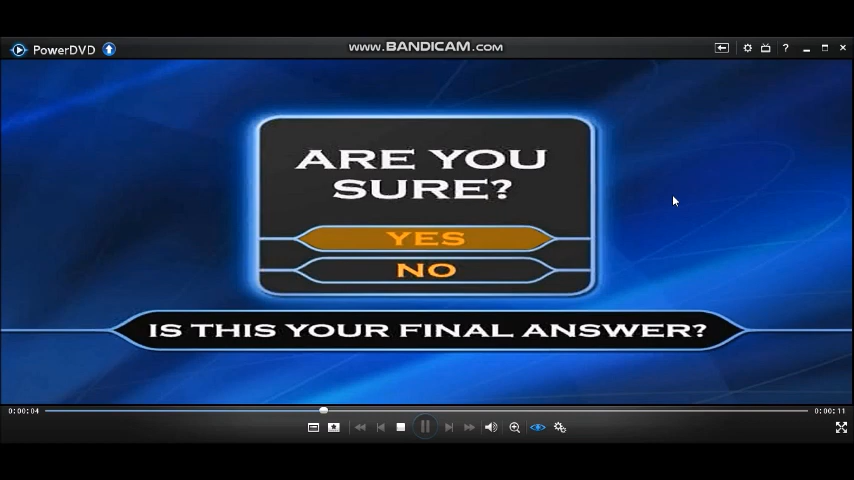 PowerDVD
WWW.BANDICAM.COM
?
ARE YOU
SURE?
YES
NO
IS THIS YOUR FINAL ANSWER?
0:00:04
0:00:11